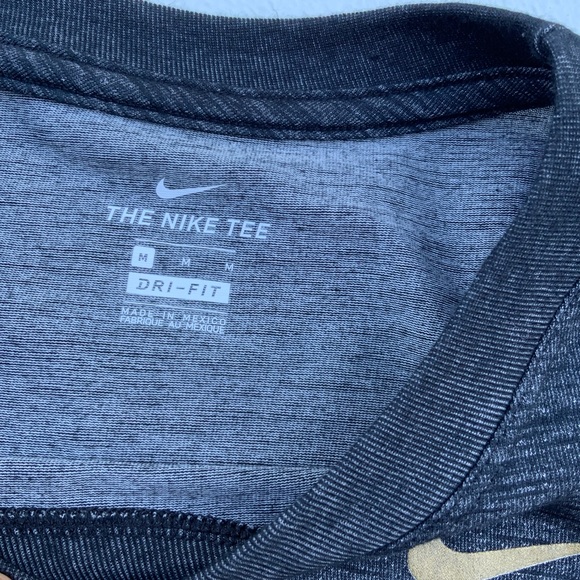 THE NIKE TEE
M M M
DRI-FIT
MADE IN MEXICO
FABRIQUÉ AU MEXIQUE